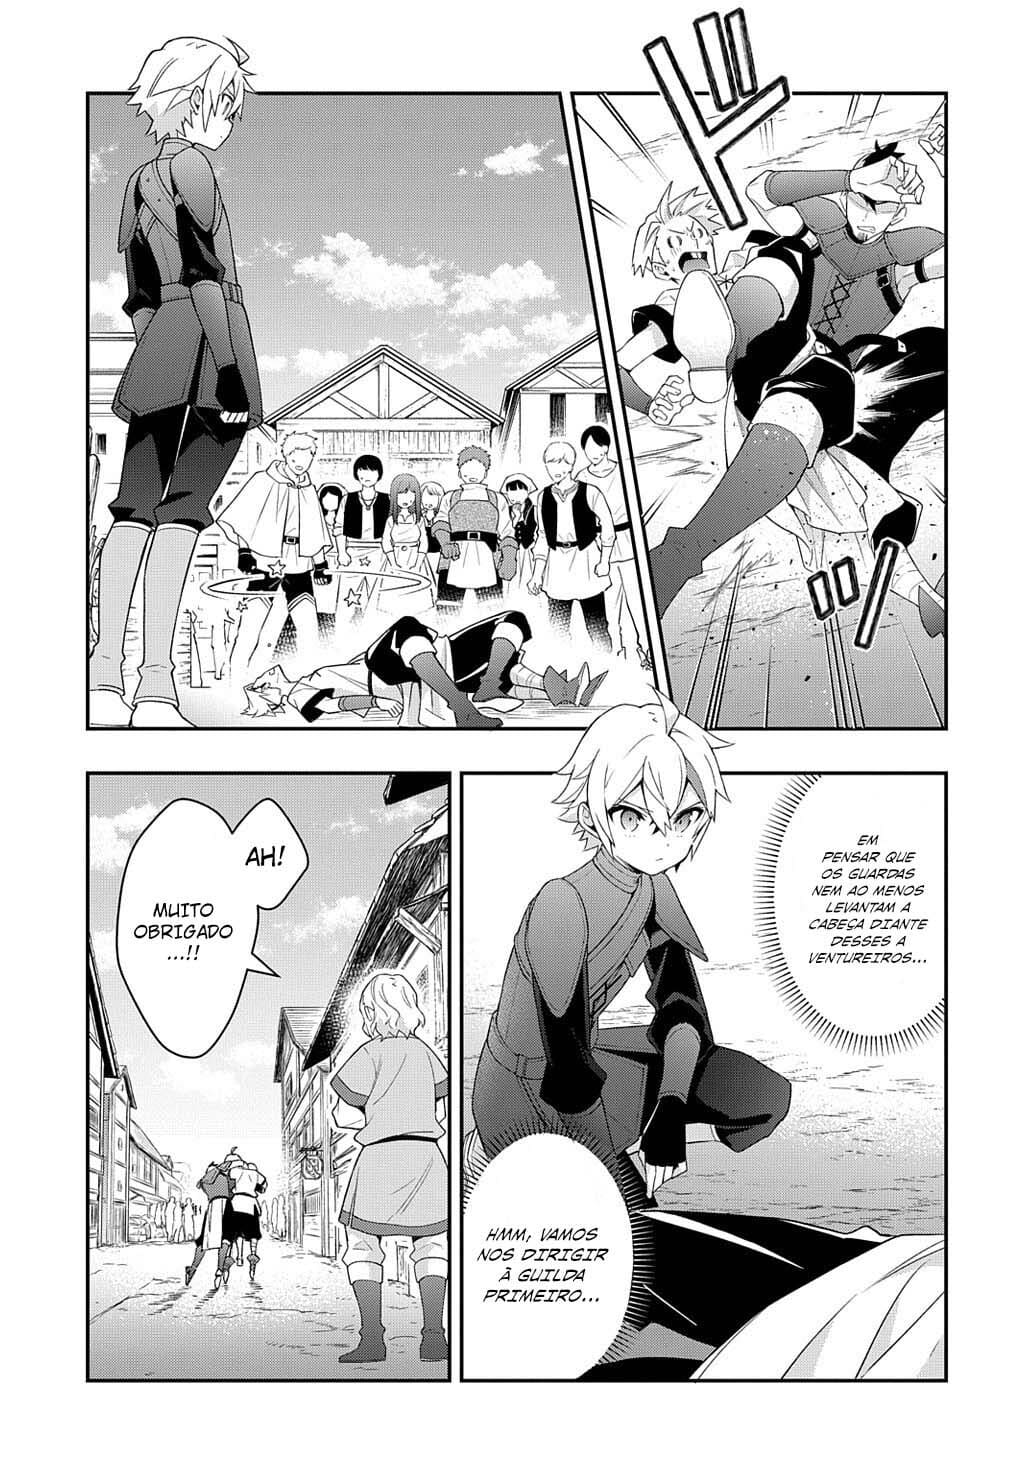 ドッ
EM
PENSAR QUE
OS GUARDAS
NEM AO MENOS
LEVANTAM A
CABEÇA DIANTE
DESSES A
VENTUREIROS...
HMM, VAMOS
NOS DIRIGIR
À GUILDA
PRIMEIRO...
AH!
MUITO
OBRIGADO
...!!